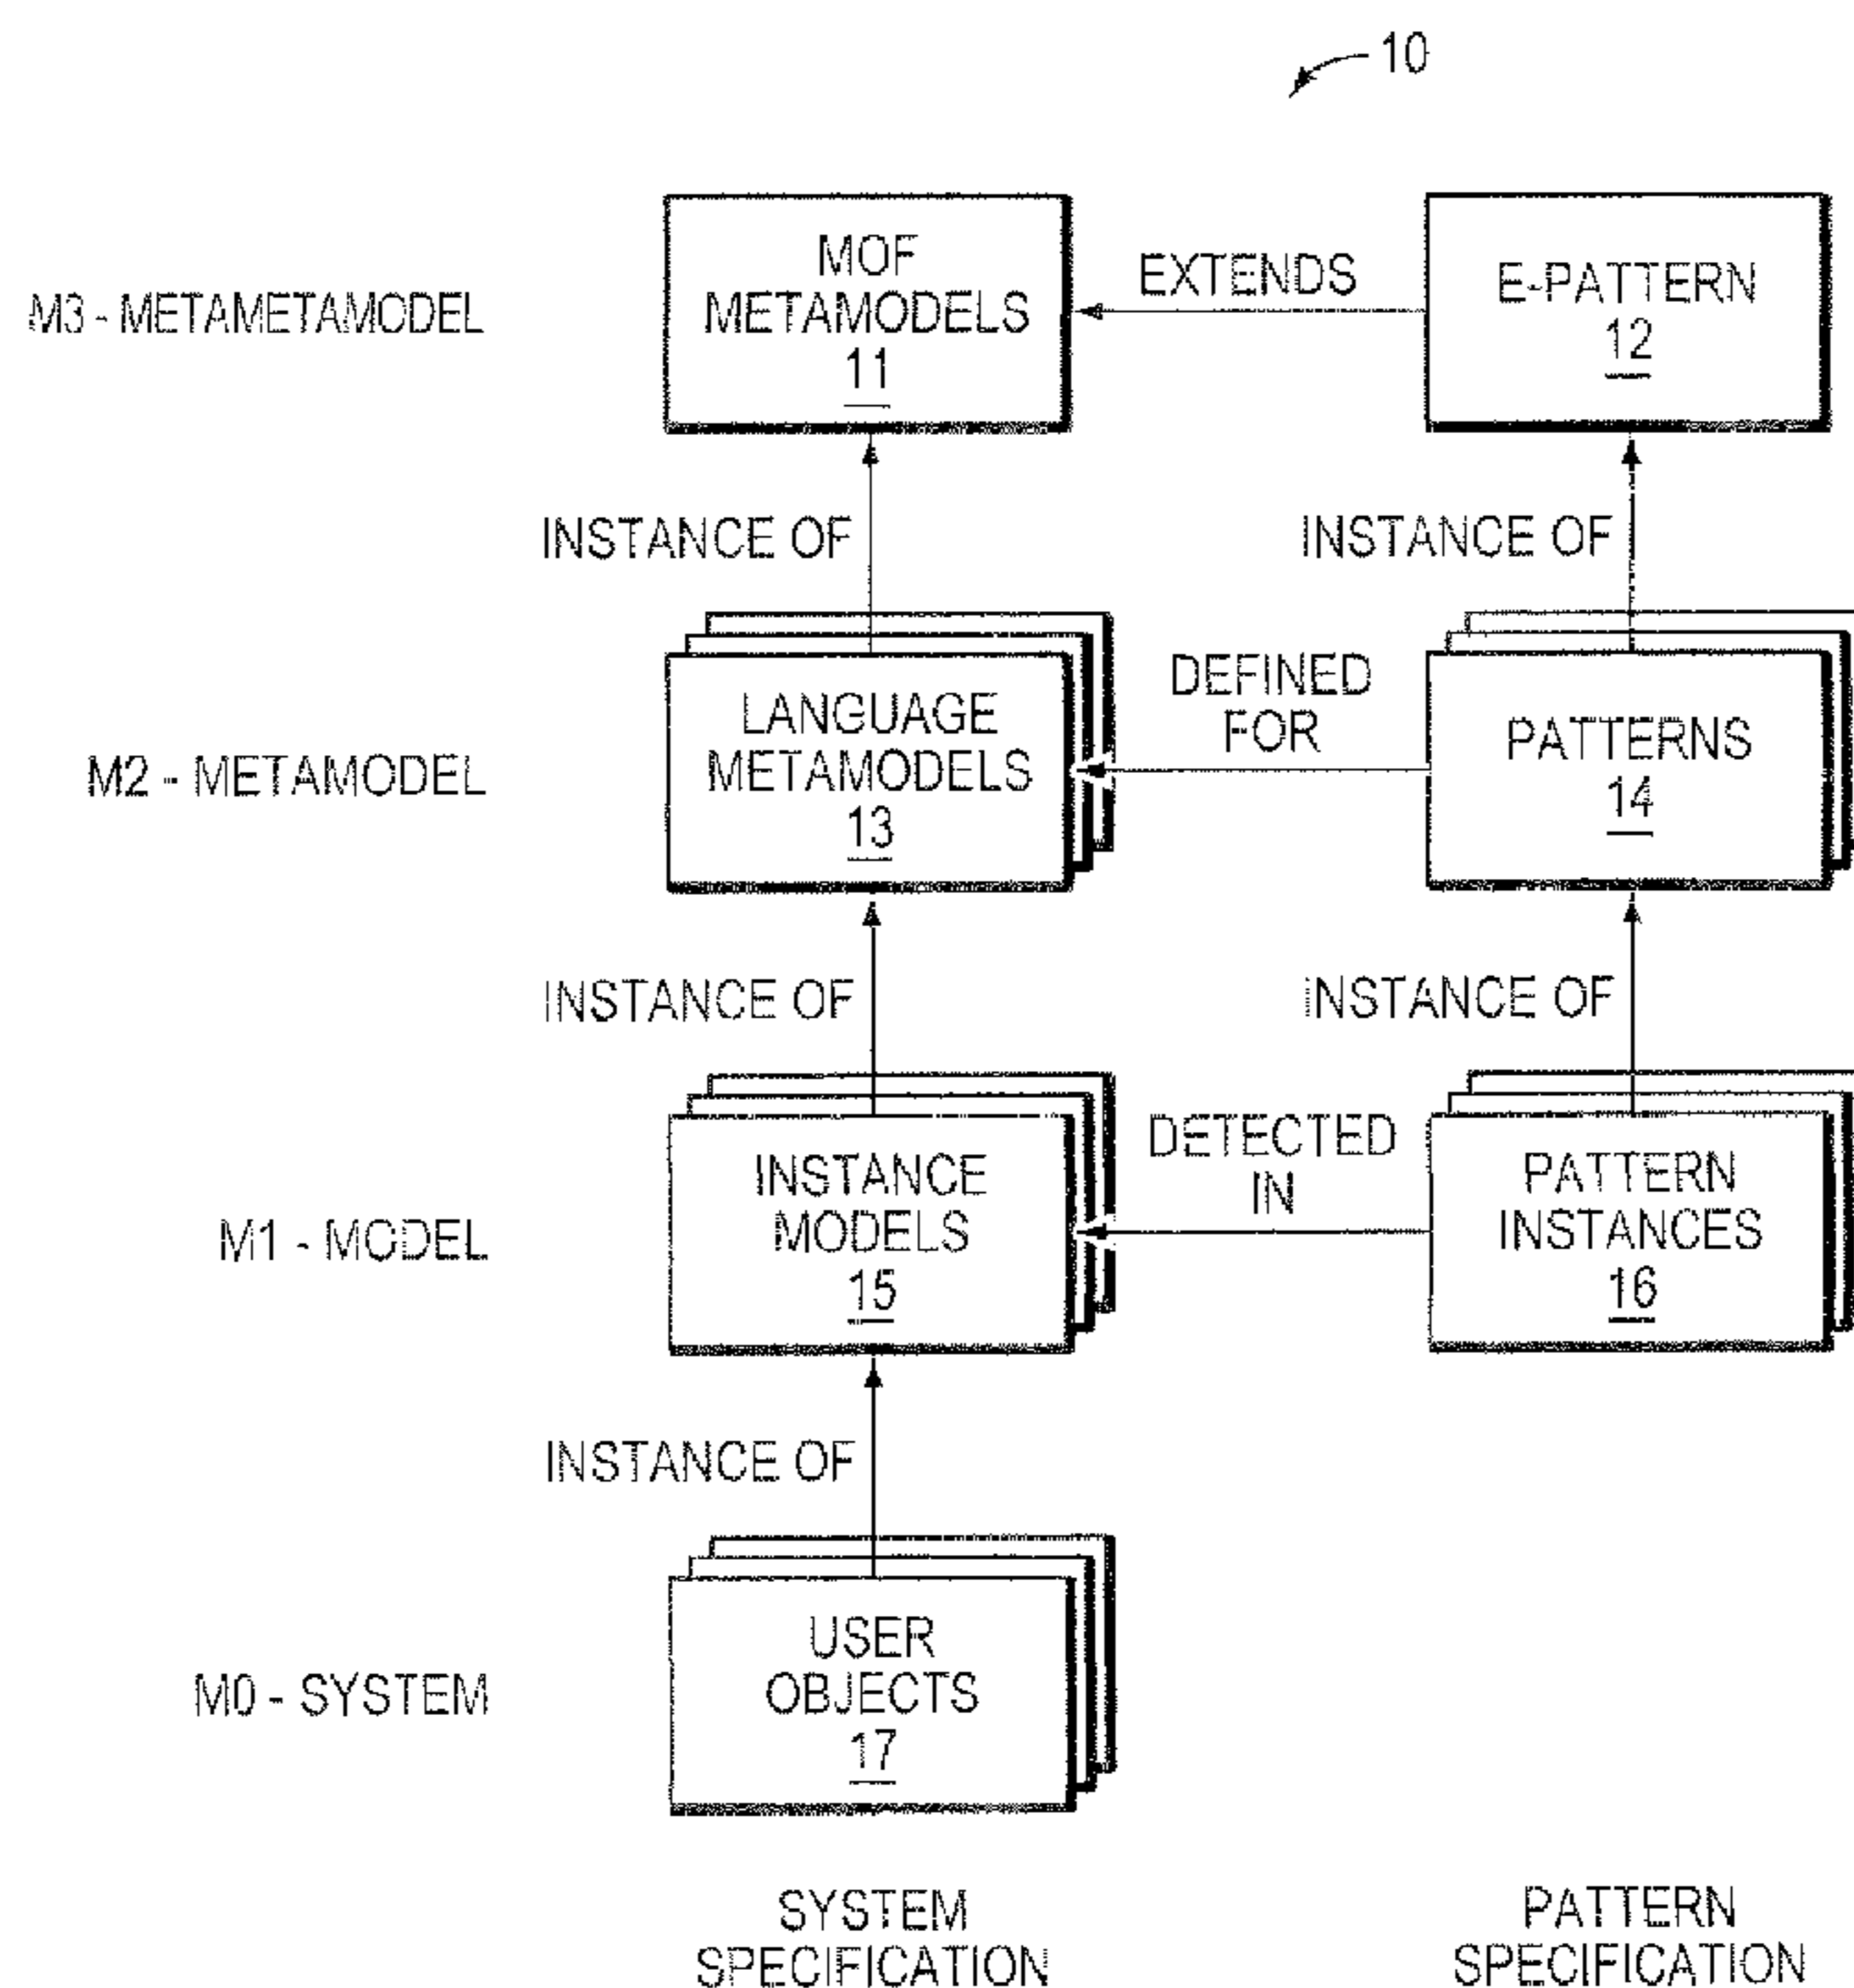 10
M3 - METAMETAMODEL
MOF
METAMODELS
11
EXTENDS
E-PATTERN
12
INSTANCE OF
INSTANCE OF
M2 - METAMODEL
LANGUAGE
METAMODELS
13
DEFINED
FOR
PATTERNS
14
INSTANCE OF
INSTANCE OF
M1 - MODEL
INSTANCE
MODELS
15
DETECTED
IN
PATTERN
INSTANCES
16
INSTANCE OF
M0 - SYSTEM
USER
OBJECTS
17
SYSTEM
SPECIFICATION
PATTERN
SPECIFICATION